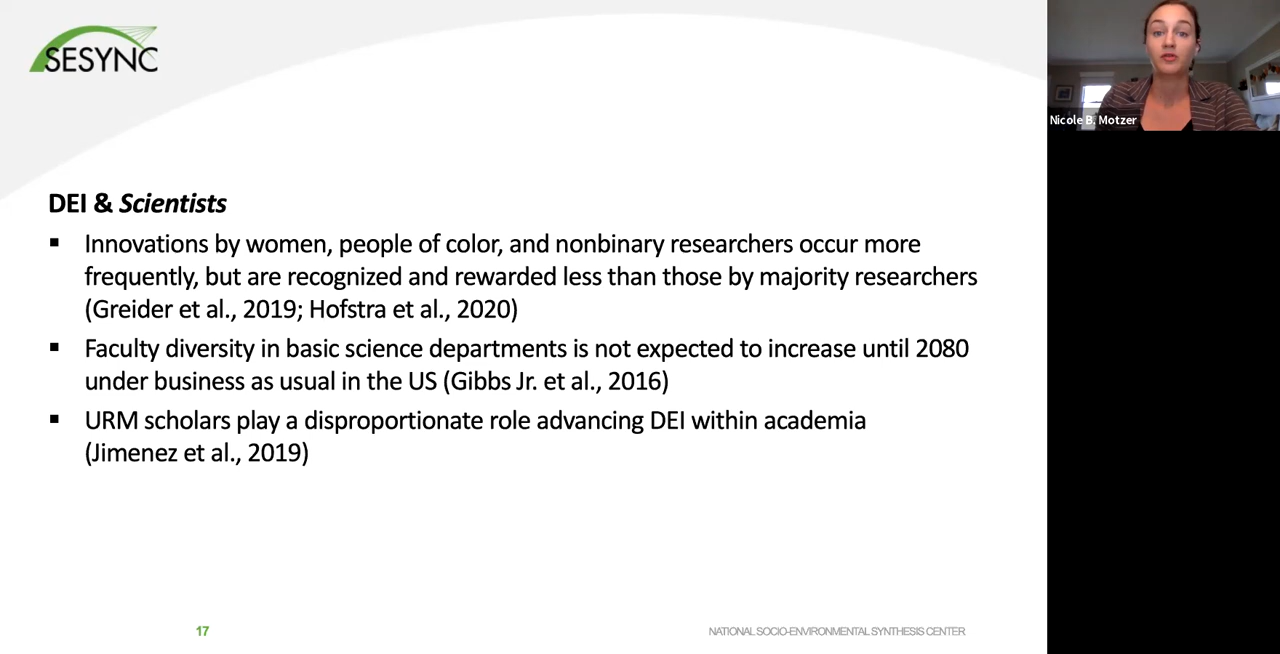 SESYNC
Nicole B. Motzer
DEI & Scientists
▪ Innovations by women, people of color, and nonbinary researchers occur more
frequently, but are recognized and rewarded less than those by majority researchers
(Greider et al., 2019; Hofstra et al., 2020)
▪ Faculty diversity in basic science departments is not expected to increase until 2080
under business as usual in the US (Gibbs Jr. et al., 2016)
▪ URM scholars play a disproportionate role advancing DEI within academia
(Jimenez et al., 2019)
17
NATIONAL SOCIO-ENVIRONMENTAL SYNTHESIS CENTER